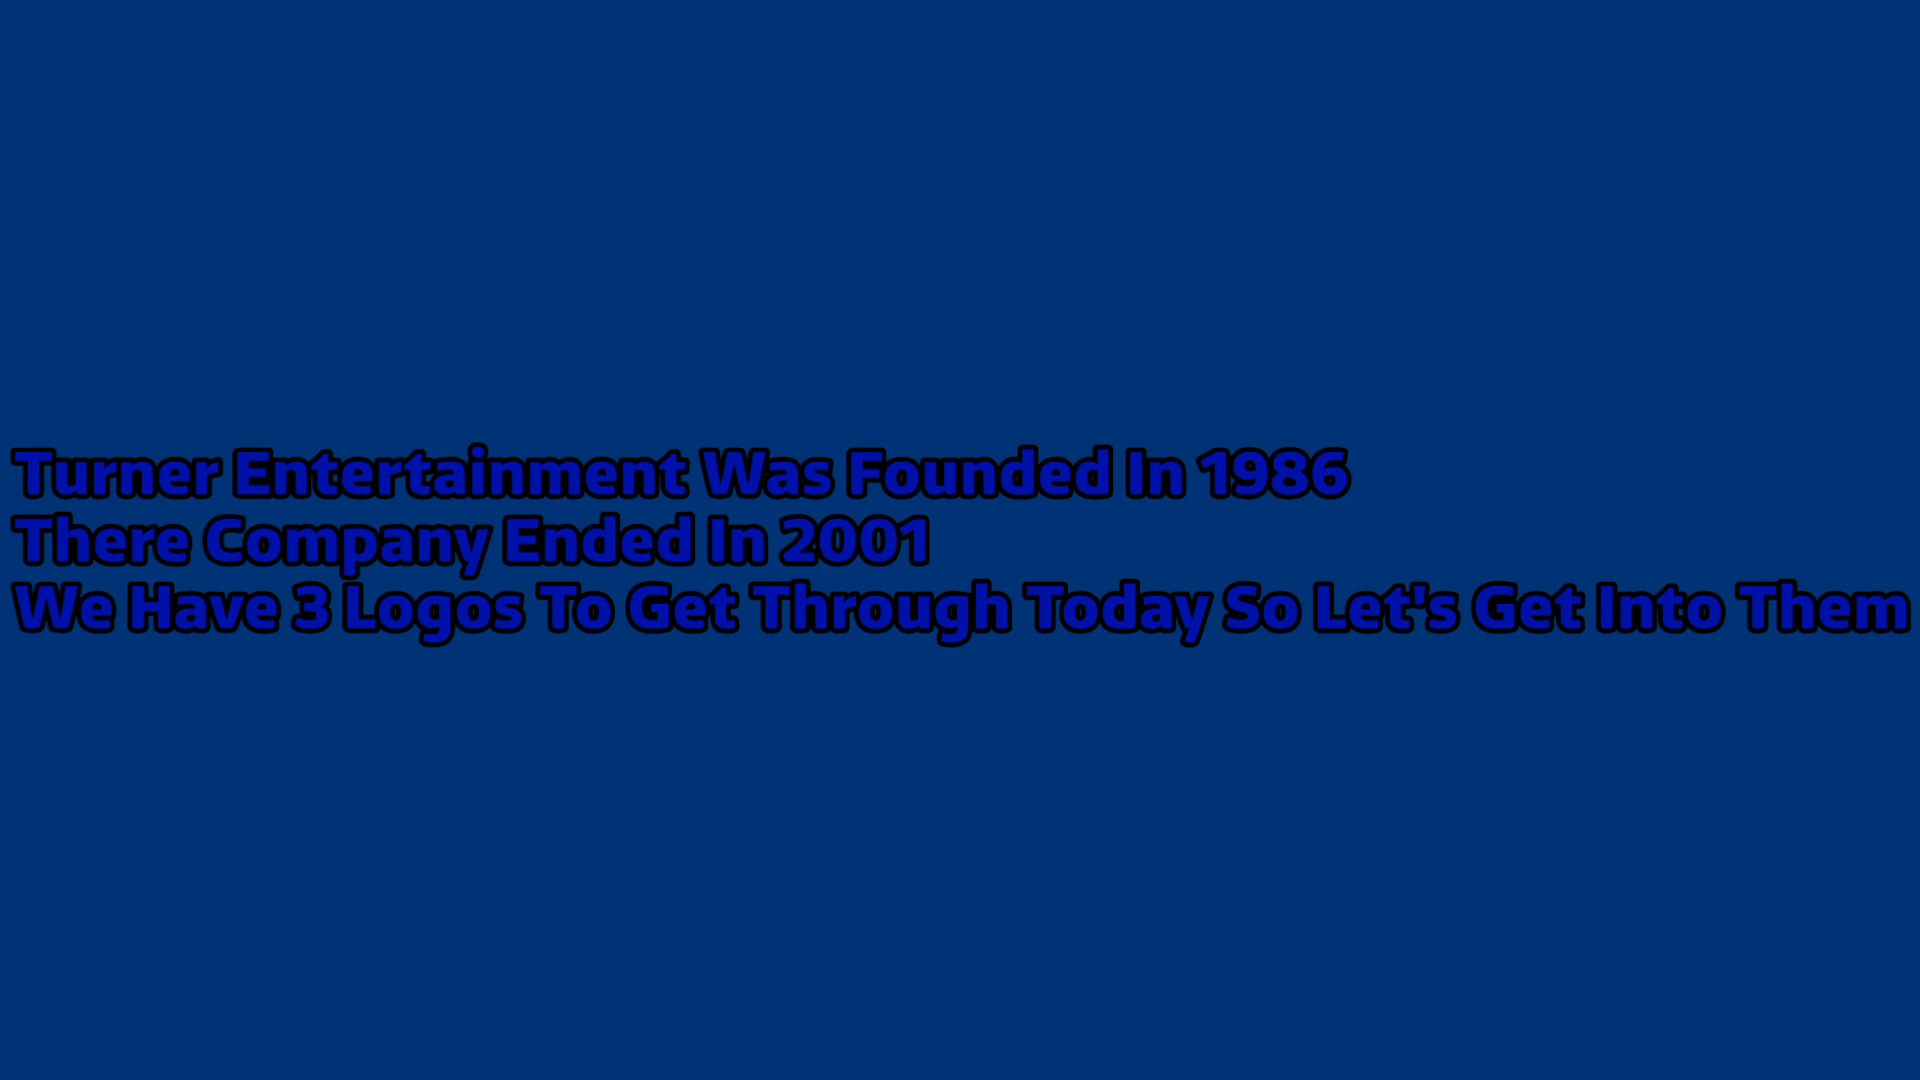 Turner Entertainment Was Founded In 1986
There Company Ended In 2001
We Have 3 Logos To Get Through Today So Let's Get Into Them